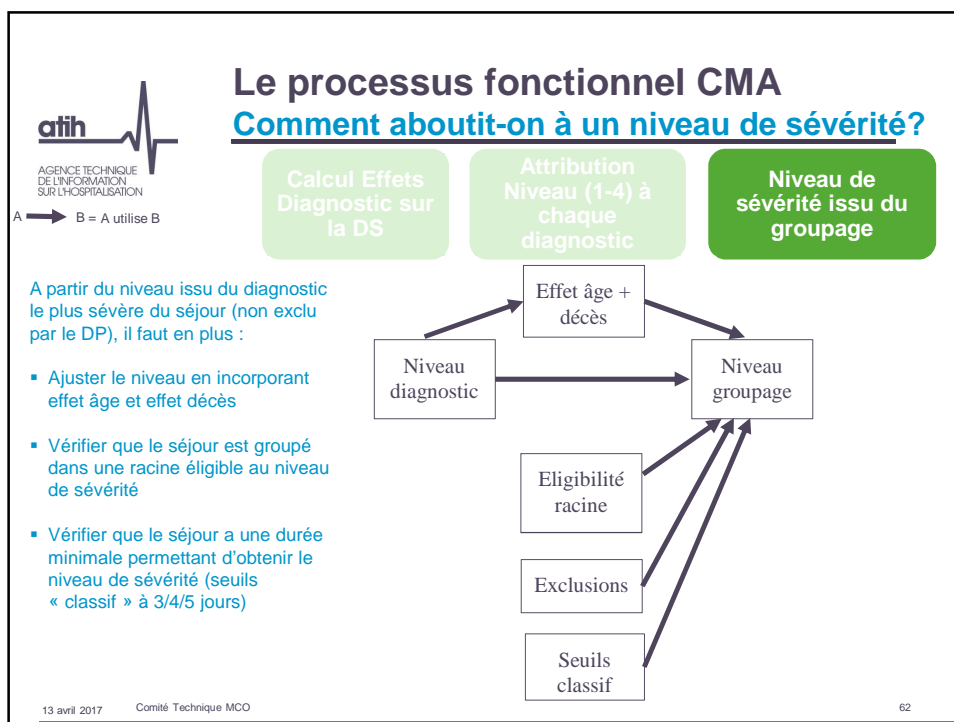 Le processus fonctionnel CMA
Comment aboutit-on à un niveau de sévérité?
atih
AGENCE TECHNIQUE
DE L'INFORMATION
SUR L'HOSPITALISATION
A B = A utilise B
Calcul Effets
Diagnostic sur
la DS
Attribution
Niveau (1-4) à
chaque
diagnostic
Niveau de
sévérité issu du
groupage
A partir du niveau issu du diagnostic
le plus sévère du séjour (non exclu
par le DP), il faut en plus :
▪ Ajuster le niveau en incorporant
effet âge et effet décès
▪ Vérifier que le séjour est groupé
dans une racine éligible au niveau
de sévérité
▪ Vérifier que le séjour a une durée
minimale permettant d'obtenir le
niveau de sévérité (seuils
« classif » à 3/4/5 jours)
Effet âge +
décès
Niveau
diagnostic
Niveau
groupage
Eligibilité
racine
Exclusions
Seuils
classif
13 avril 2017 Comité Technique MCO 62